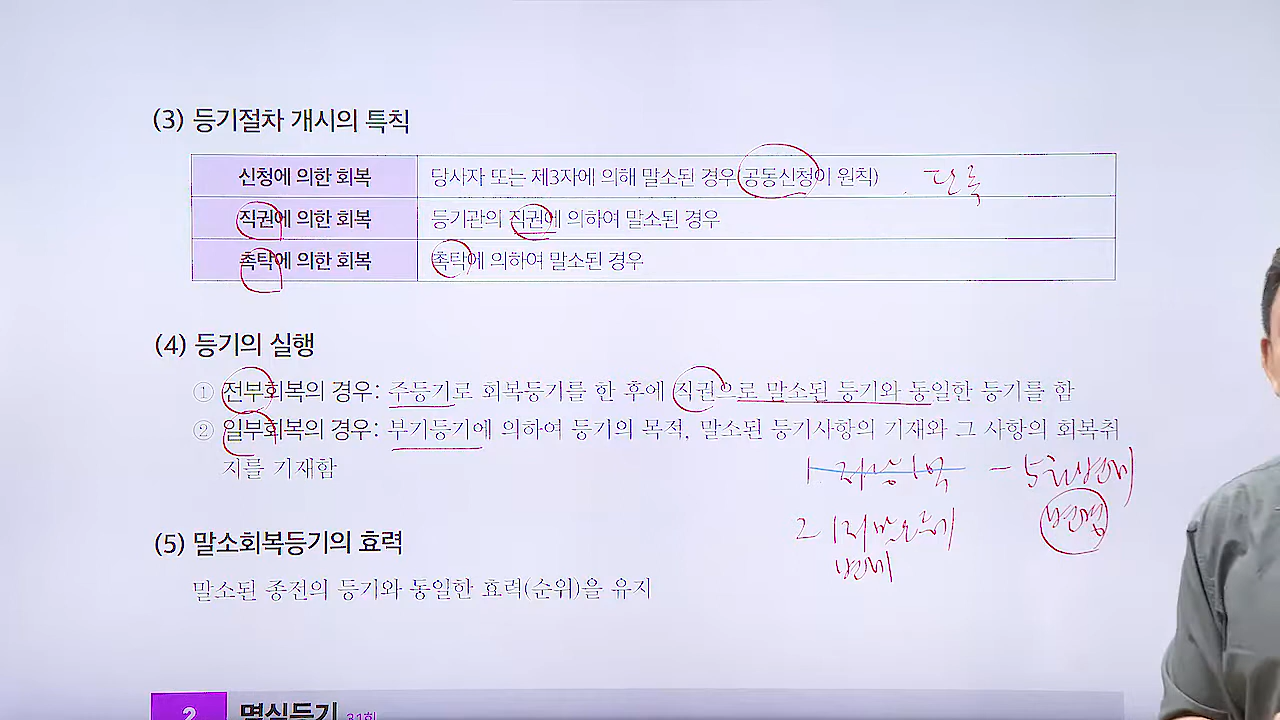 (3) 등기절차 개시의 특칙
신청에 의한 회복 당사자 또는 제3자에 의해 말소된 경우(공동신청이 원칙) 단독
직권에 의한 회복 등기관의 직권에 의하여 말소된 경우
촉탁에 의한 회복 촉탁에 의하여 말소된 경우
(4) 등기의 실행
① 전부회복의 경우: 주등기로 회복등기를 한 후에 직권으로 말소된 등기와 동일한 등기를 함
② 일부회복의 경우: 부기등기에 의하여 등기의 목적, 말소된 등기사항의 기재와 그 사항의 회복취
지를 기재함
변경
(5) 말소회복등기의 효력
말소된 종전의 등기와 동일한 효력(순위)을 유지
2 멸실등기 31회